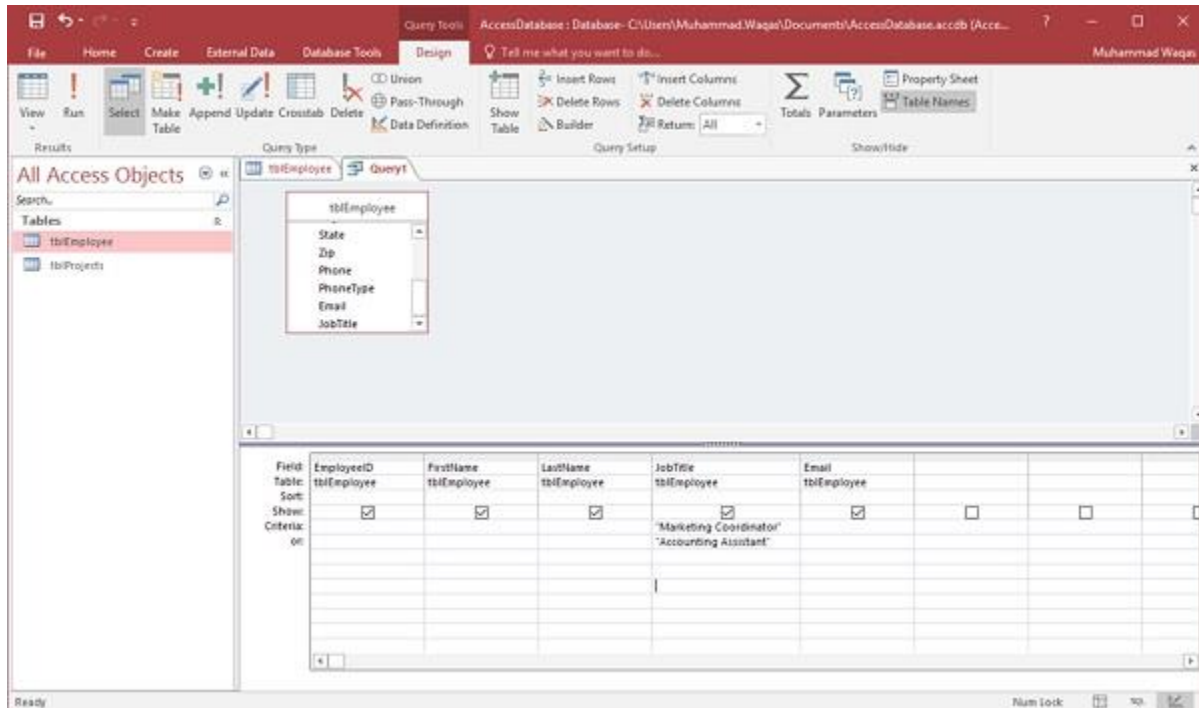 Query Tools AccessDatabase : Database- C:\Users\Muhammad.Waqas\Documents\AccessDatabase.accdb (Acce... ?
File Home Create External Data Database Tools Design Tell me what you want to do... Muhammad Waqas
View Run Select Make Table Append Update Crosstab Delete
Union
Pass-Through
Data Definition
Show Table
Insert Rows
Delete Rows
Builder
Insert Columns
Delete Columns
Return: All
Totals Parameters
Property Sheet
Table Names
Results Query Type Query Setup Show/Hide
All Access Objects
Search...
Tables
tblEmployee
tblProjects
tblEmployee Query1
tblEmployee
State
Zip
Phone
PhoneType
Email
JobTitle
Field: EmployeeID FirstName LastName JobTitle Email
Table: tblEmployee tblEmployee tblEmployee tblEmployee tblEmployee
Sort:
Show:
Criteria: "Marketing Coordinator"
or: "Accounting Assistant"
Ready Num Lock SQL